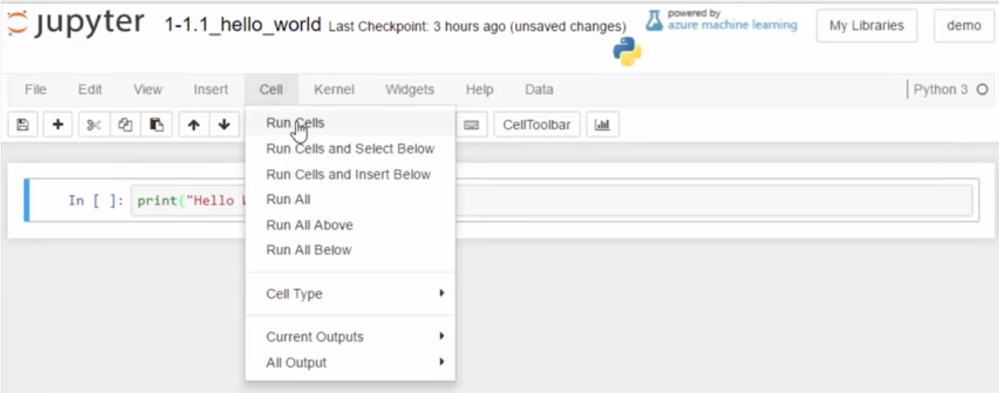 jupyter 1-1.1_hello_world Last Checkpoint: 3 hours ago (unsaved changes)
powered by
azure machine learning
My Libraries
demo
File Edit View Insert Cell Kernel Widgets Help Data
Python 3
CellToolbar
Run Cells
Run Cells and Select Below
Run Cells and Insert Below
Run All
Run All Above
Run All Below
Cell Type
Current Outputs
All Output
In [ ]: print("Hello